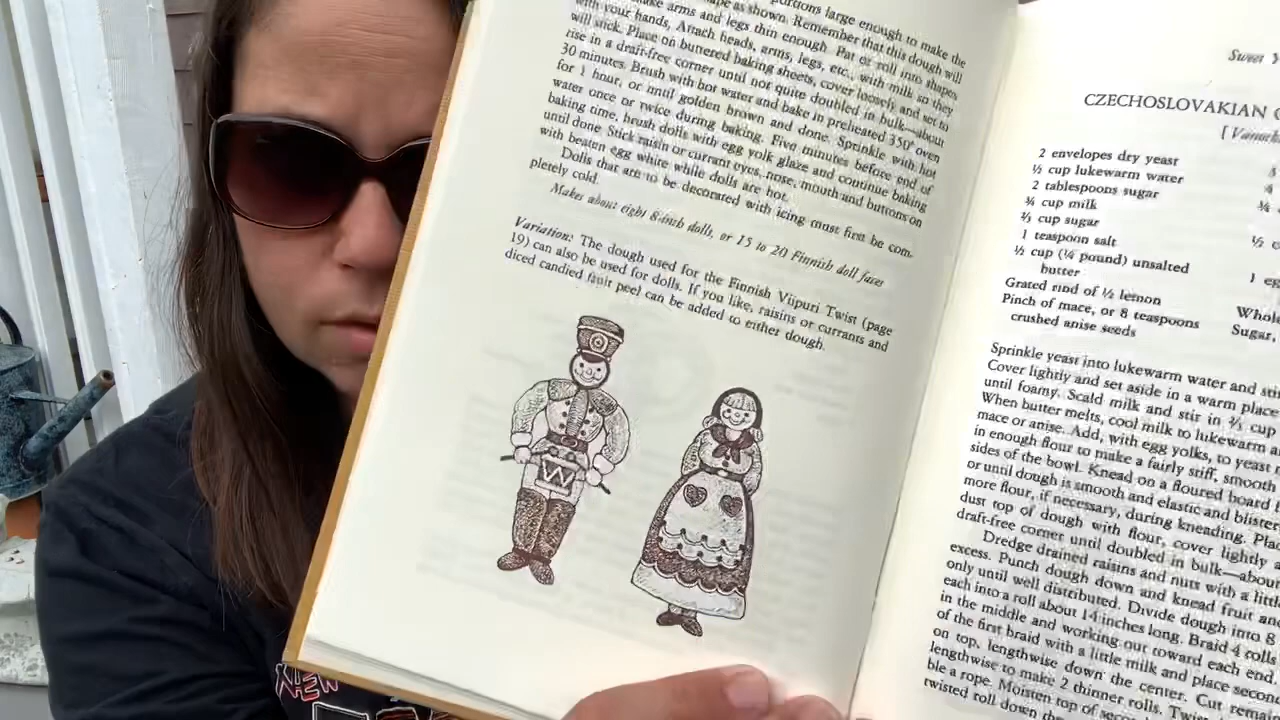 portions large enough to make the
make arms and legs thin enough. Pat or roll into shapes
as shown. Remember that this dough will
with your hands. Attach heads, arms, legs, etc., with milk so they
will stick. Place on buttered baking sheets, cover loosely and set to
rise in a draft-free corner until not quite doubled in bulk—about
30 minutes. Brush with hot water and bake in preheated 350° oven
for 1 hour, or until golden brown and done. Sprinkle with hot
water once or twice during baking. Five minutes before end of
baking time, brush dolls with egg yolk glaze and continue baking
until done. Stick raisin or currant eyes, nose, mouth and buttons on
with beaten egg white while dolls are hot.
Dolls that are to be decorated with icing must first be com-
pletely cold.
Makes about eight 8-inch dolls, or 15 to 20 Finnish doll faces
Variation: The dough used for the Finnish Viipuri Twist (page
19) can also be used for dolls. If you like, raisins or currants and
diced candied fruit peel can be added to either dough.
Sweet
CZECHOSLOVAKIAN
2 envelopes dry yeast
½ cup lukewarm water
2 tablespoons sugar
¾ cup milk
⅓ cup sugar
1 teaspoon salt
½ cup (¼ pound) unsalted
butter
Grated rind of ½ lemon
Pinch of mace, or 8 teaspoons
crushed anise seeds
Sugar,
Sprinkle yeast into lukewarm water and
Cover lightly and set aside in a warm place
until foamy. Scald milk and stir in ⅓ cup
When butter melts, cool milk to lukewarm
mace or anise. Add, with egg yolks, to yeast
in enough flour to make a fairly stiff, smooth
sides of the bowl. Knead on a floured board
or until dough is smooth and elastic and
more flour, if necessary, during kneading.
dust top of dough with flour, cover lightly
draft-free corner until doubled in bulk—about
Dredge drained raisins and nuts with a little
excess. Punch dough down and knead fruit
only until well distributed. Divide dough into 8
each into a roll about 14 inches long. Braid 4 rolls
in the middle and working out toward each end.
of the first braid with a little milk and place
on top, lengthwise down the center. Cut
lengthwise to make 2 thinner rolls.
ble a rope. Moisten top of
twisted roll down the